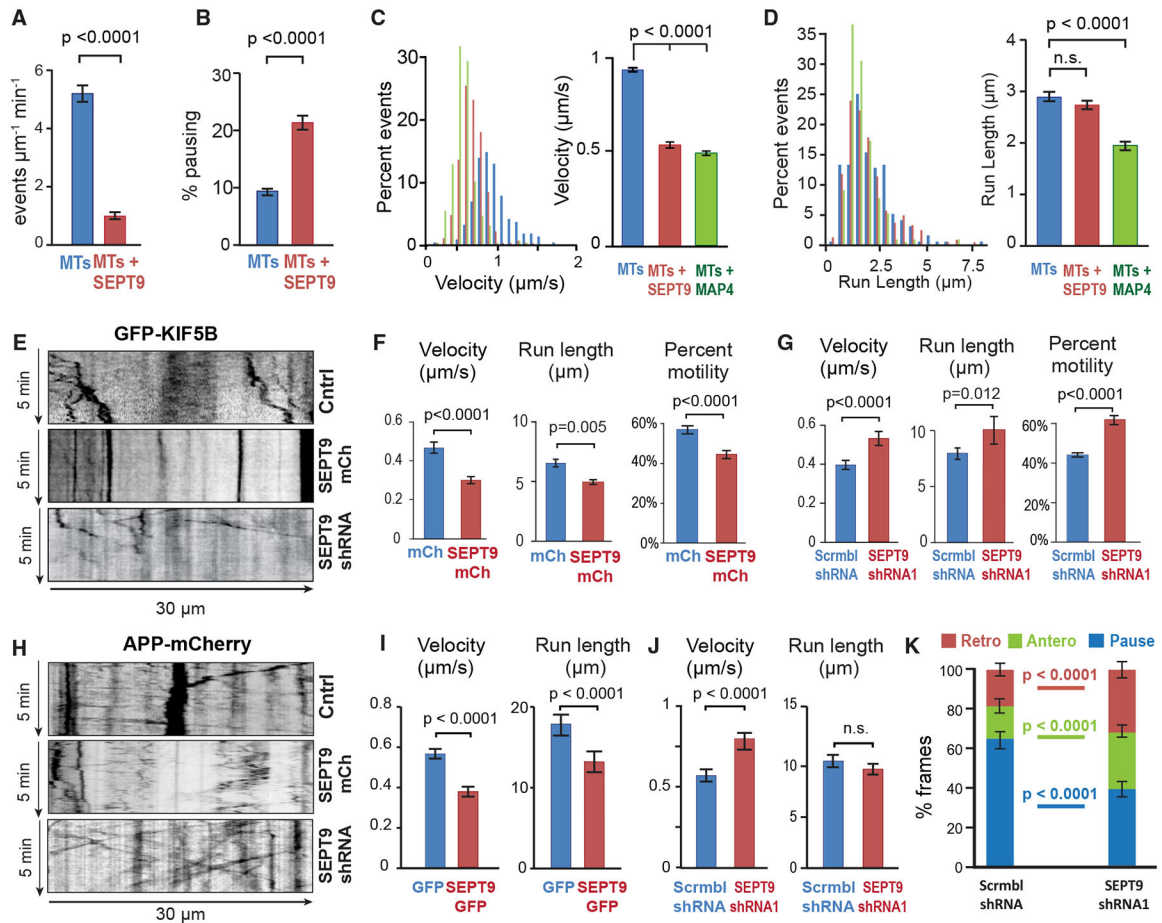 A
p <0.0001
events µm⁻¹ min⁻¹
6
4
2
0
MTs MTs +
SEPT9
B
p <0.0001
% pausing
30
20
10
0
MTs MTs +
SEPT9
C
Percent events
30
20
10
0
0 1 2
Velocity (µm/s)
p < 0.0001
Velocity (µm/s)
1
0.5
0
MTs MTs + MTs +
SEPT9 MAP4
D
Percent events
35
30
25
20
15
10
5
0
0 2.5 5 7.5
Run Length (µm)
p < 0.0001
n.s.
Run Length (µm)
4
3
2
1
0
MTs MTs + MTs +
SEPT9 MAP4
E
GFP-KIF5B
5 min
Cntrl
5 min
SEPT9
mCh
5 min
SEPT9
shRNA
30 µm
F
Velocity
(µm/s)
p<0.0001
0.6
0.4
0.2
0
mCh SEPT9
mCh
Run length
(µm)
p=0.005
10
5
0
mCh SEPT9
mCh
Percent
motility
p<0.0001
60%
40%
20%
0%
mCh SEPT9
mCh
G
Velocity
(µm/s)
p<0.0001
0.6
0.4
0.2
0
Scrmbl SEPT9
shRNA shRNA1
Run length
(µm)
p=0.012
10
5
0
Scrmbl SEPT9
shRNA shRNA1
Percent
motility
p<0.0001
60%
40%
20%
0%
Scrmbl SEPT9
shRNA shRNA1
H
APP-mCherry
5 min
Cntrl
5 min
SEPT9
mCh
5 min
SEPT9
shRNA
30 µm
I
Velocity
(µm/s)
p < 0.0001
0.8
0.6
0.4
0.2
0
GFP SEPT9
GFP
Run length
(µm)
p < 0.0001
20
10
0
GFP SEPT9
GFP
J
Velocity
(µm/s)
p < 0.0001
1
0.5
0
Scrmbl SEPT9
shRNA shRNA1
Run length
(µm)
n.s.
15
10
5
0
Scrmbl SEPT9
shRNA shRNA1
K
Retro Antero Pause
% frames
100
80
60
40
20
0
p < 0.0001
p < 0.0001
p < 0.0001
Scrmbl SEPT9
shRNA shRNA1